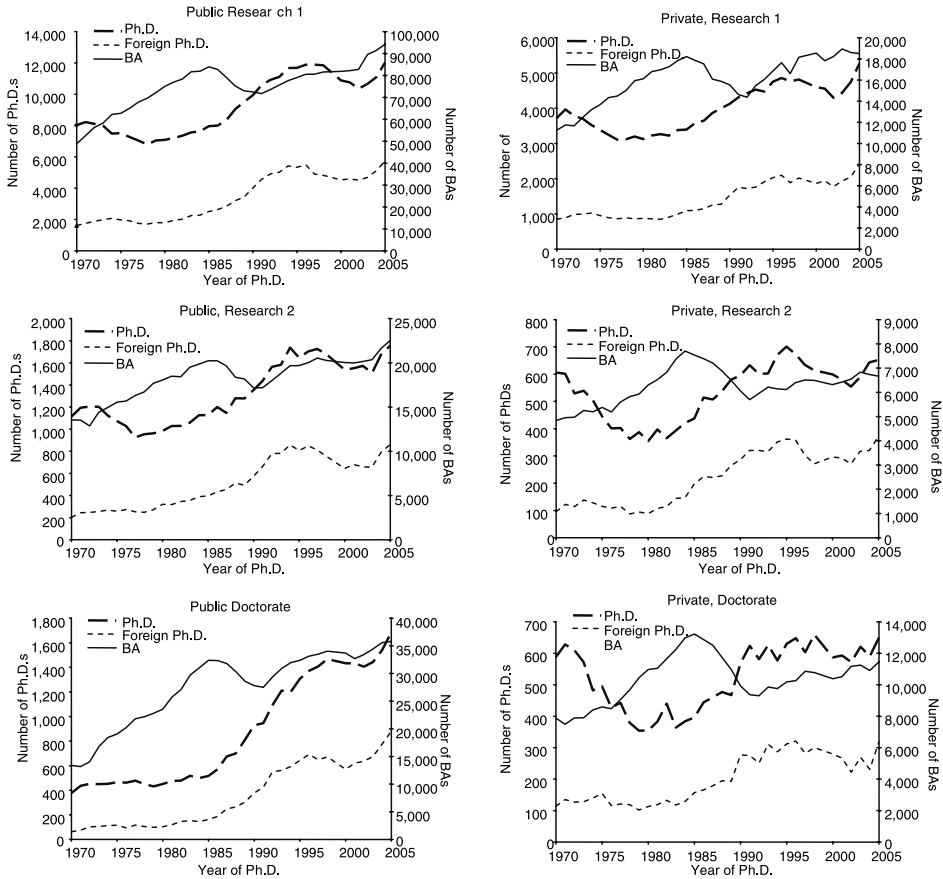 Public Resear ch 1
14,000
12,000
10,000
8,000
6,000
4,000
2,000
0
Number of Ph.D.s
Ph.D.
Foreign Ph.D.
BA
100,000
90,000
80,000
70,000
60,000
50,000
40,000
30,000
20,000
10,000
0
Number of BAs
1970 1975 1980 1985 1990 1995 2000 2005
Year of Ph.D.
Private, Research 1
6,000
5,000
4,000
3,000
2,000
1,000
0
Number of
Ph.D.
Foreign Ph.D.
BA
20,000
18,000
16,000
14,000
12,000
10,000
8,000
6,000
4,000
2,000
0
Number of BAs
1970 1975 1980 1985 1990 1995 2000 2005
Year of Ph.D.
Public, Research 2
2,000
1,800
1,600
1,400
1,200
1,000
800
600
400
200
0
Number of Ph.D.s
Ph.D.
Foreign Ph.D.
BA
25,000
20,000
15,000
10,000
5,000
0
Number of BAs
1970 1975 1980 1985 1990 1995 2000 2005
Year of Ph.D.
Private, Research 2
800
700
600
500
400
300
200
100
0
Number of PhDs
Ph.D.
Foreign Ph.D.
BA
9,000
8,000
7,000
6,000
5,000
4,000
3,000
2,000
1,000
0
Number of BAs
1970 1975 1980 1985 1990 1995 2000 2005
Year of Ph.D.
Public Doctorate
1,800
1,600
1,400
1,200
1,000
800
600
400
200
0
Number of Ph.D.s
Ph.D.
Foreign Ph.D.
BA
40,000
35,000
30,000
25,000
20,000
15,000
10,000
5,000
0
Number of BAs
1970 1975 1980 1985 1990 1995 2000 2005
Year of Ph.D.
Private, Doctorate
700
600
500
400
300
200
100
0
Number of Ph.D.s
Ph.D.
Foreign Ph.D.
BA
14,000
12,000
10,000
8,000
6,000
4,000
2,000
0
Number of BAs
1970 1975 1980 1985 1990 1995 2000 2005
Year of Ph.D.